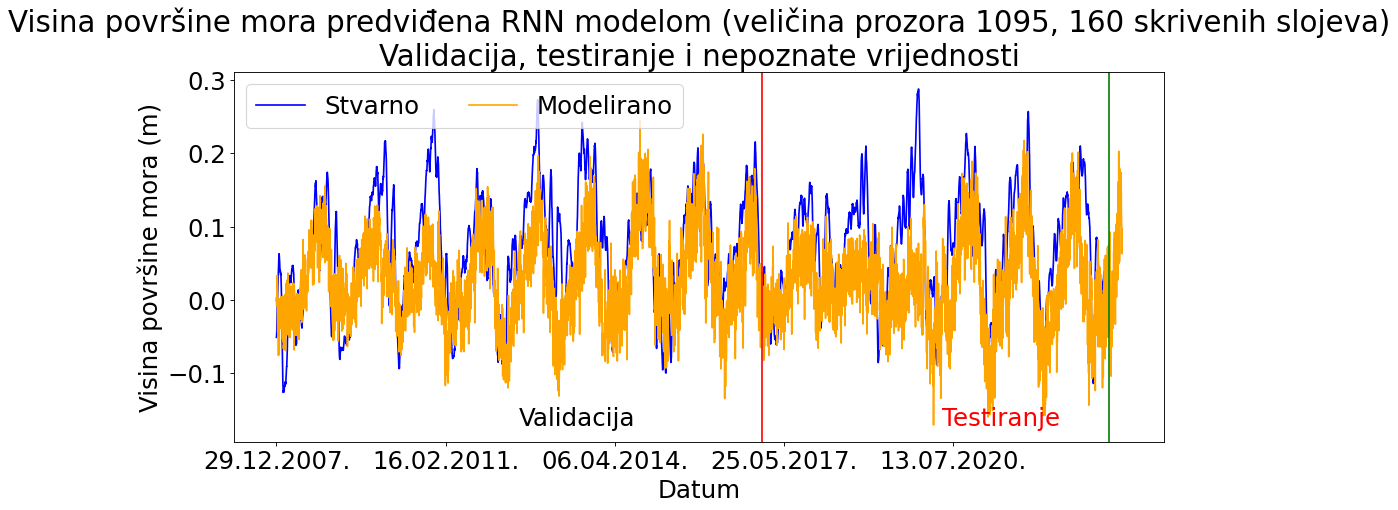 Visina površine mora predviđena RNN modelom (veličina prozora 1095, 160 skrivenih slojeva)
Validacija, testiranje i nepoznate vrijednosti
Stvarno Modelirano
Visina površine mora (m)
0.3
0.2
0.1
0.0
−0.1
Validacija
Testiranje
29.12.2007. 16.02.2011. 06.04.2014. 25.05.2017. 13.07.2020.
Datum